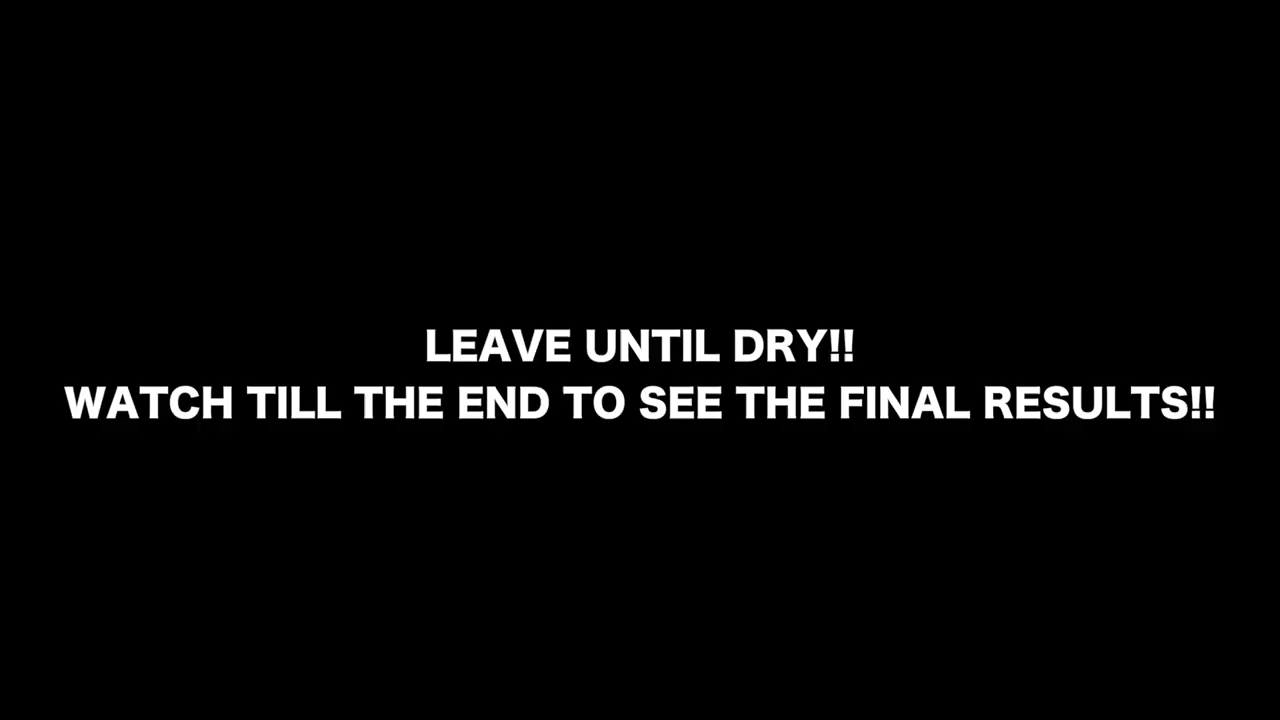 LEAVE UNTIL DRY!!
WATCH TILL THE END TO SEE THE FINAL RESULTS!!